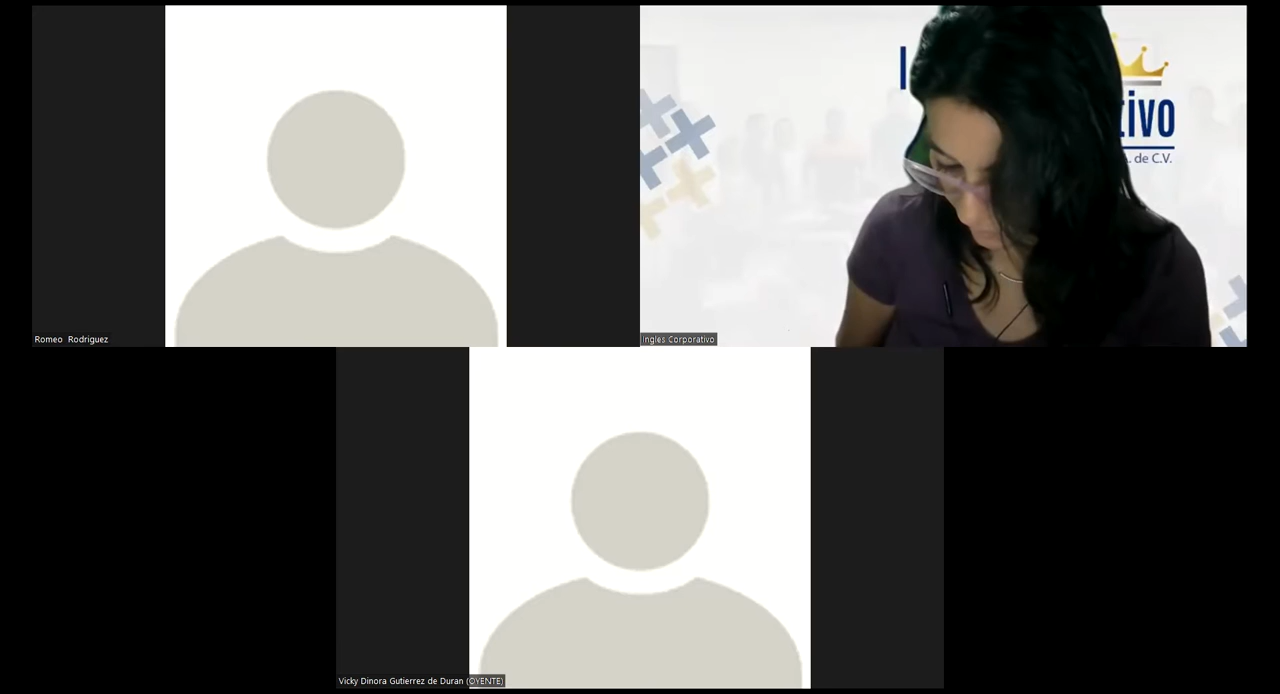 I
tivo
. de C.V.
Romeo  Rodriguez
Ingles Corporativo
Vicky Dinora Gutierrez de Duran (OYENTE)